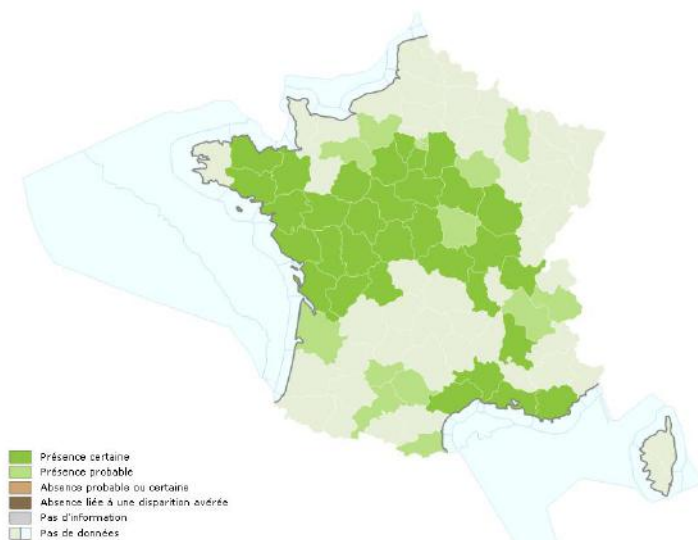 Présence certaine
Présence probable
Absence probable ou certaine
Absence liée à une disparition avérée
Pas d'information
Pas de données